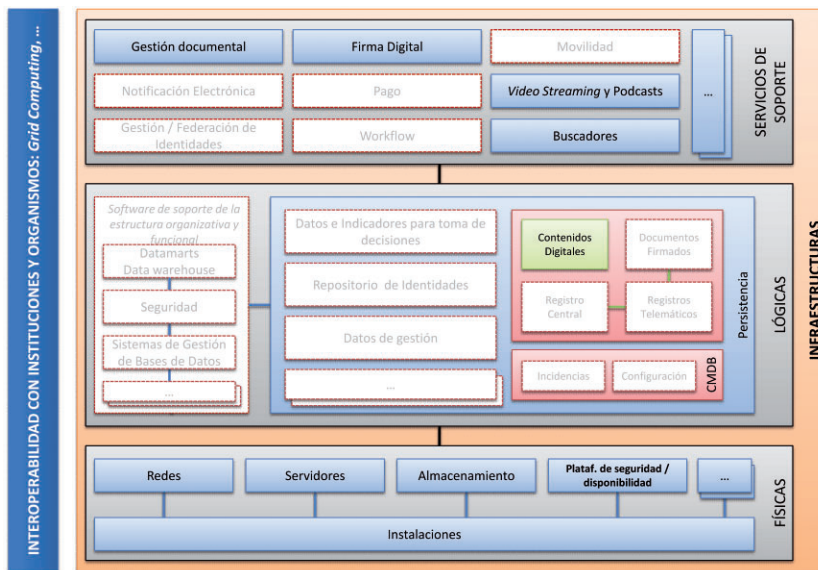 INTEROPERABILIDAD CON INSTITUCIONES Y ORGANISMOS: Grid Computing, ...
Gestión documental
Firma Digital
Movilidad
Notificación Electrónica
Pago
Video Streaming y Podcasts
Gestión / Federación de
Identidades
Workflow
Buscadores
...
SERVICIOS DE
SOPORTE
Software de soporte de la
estructura organizativa y
funcional
Datamarts
Data warehouse
Seguridad
Sistemas de Gestión
de Bases de Datos
...
Datos e Indicadores para toma de
decisiones
Repositorio de Identidades
Datos de gestión
...
Contenidos
Digitales
Documentos
Firmados
Registro
Central
Registros
Telemáticos
Incidencias
Configuración
CMDB
Persistencia
LÓGICAS
INFRAESTRUCTURAS
Redes
Servidores
Almacenamiento
Plataf. de seguridad /
disponibilidad
...
Instalaciones
FÍSICAS